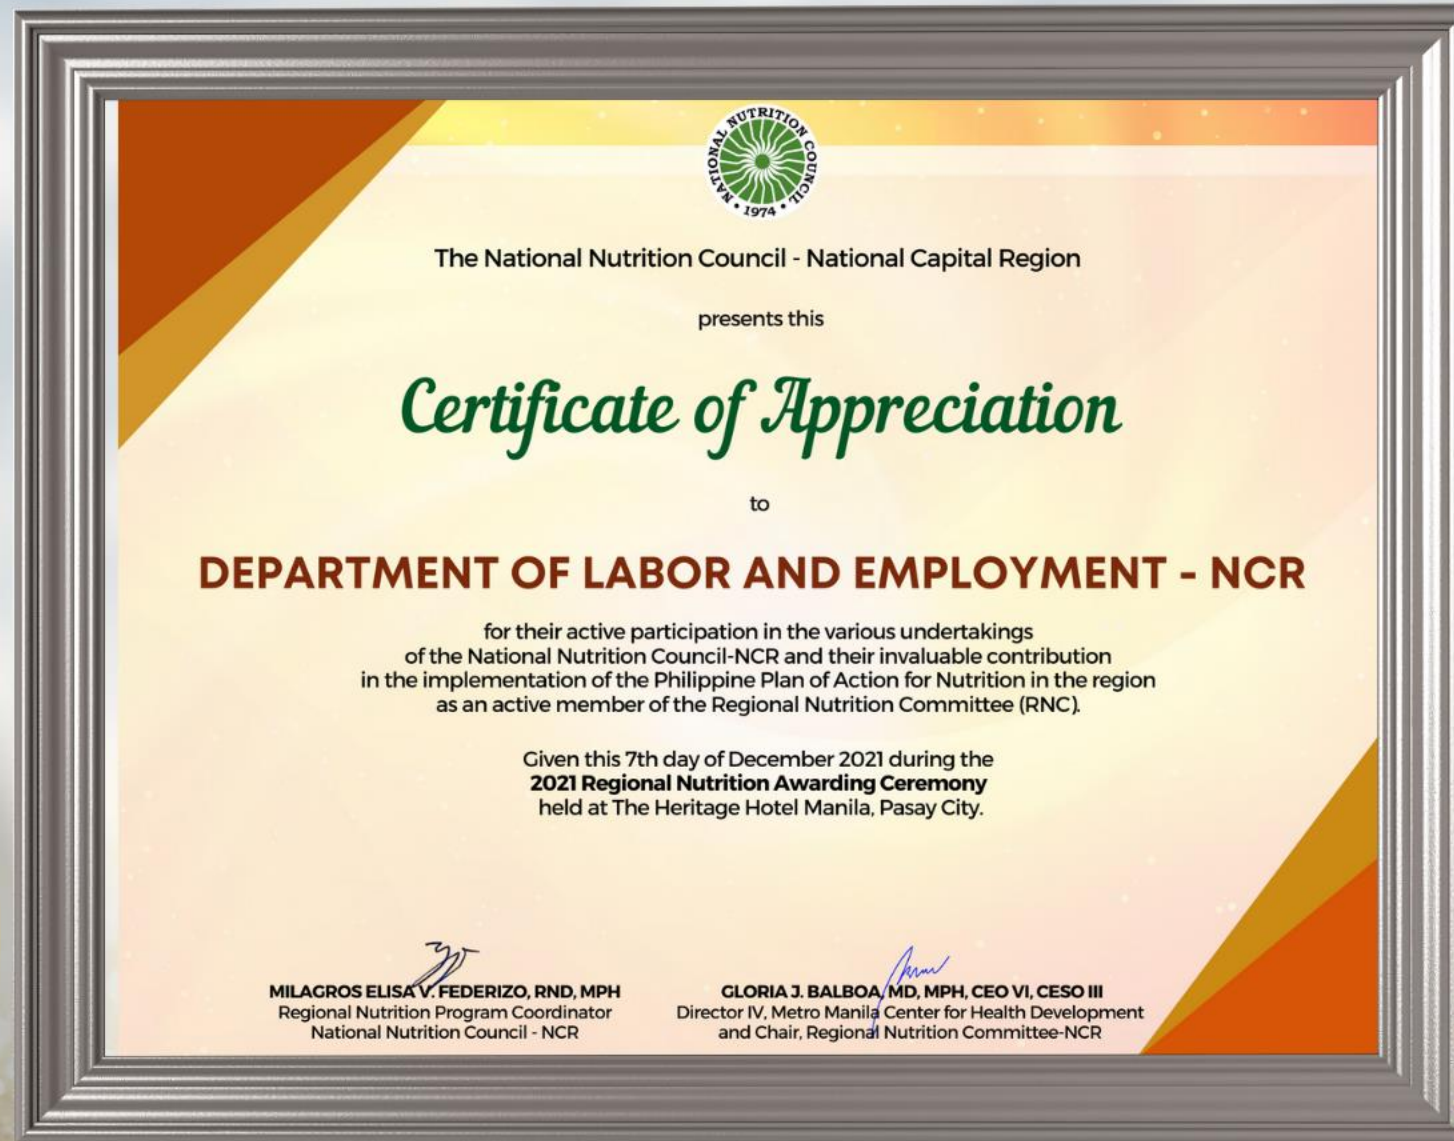 NATIONAL NUTRITION COUNCIL • 1974 •
The National Nutrition Council - National Capital Region
presents this
Certificate of Appreciation
to
DEPARTMENT OF LABOR AND EMPLOYMENT - NCR
for their active participation in the various undertakings
of the National Nutrition Council-NCR and their invaluable contribution
in the implementation of the Philippine Plan of Action for Nutrition in the region
as an active member of the Regional Nutrition Committee (RNC).
Given this 7th day of December 2021 during the
2021 Regional Nutrition Awarding Ceremony
held at The Heritage Hotel Manila, Pasay City.
MILAGROS ELISA V. FEDERIZO, RND, MPH
Regional Nutrition Program Coordinator
National Nutrition Council - NCR
GLORIA J. BALBOA, MD, MPH, CEO VI, CESO III
Director IV, Metro Manila Center for Health Development
and Chair, Regional Nutrition Committee-NCR